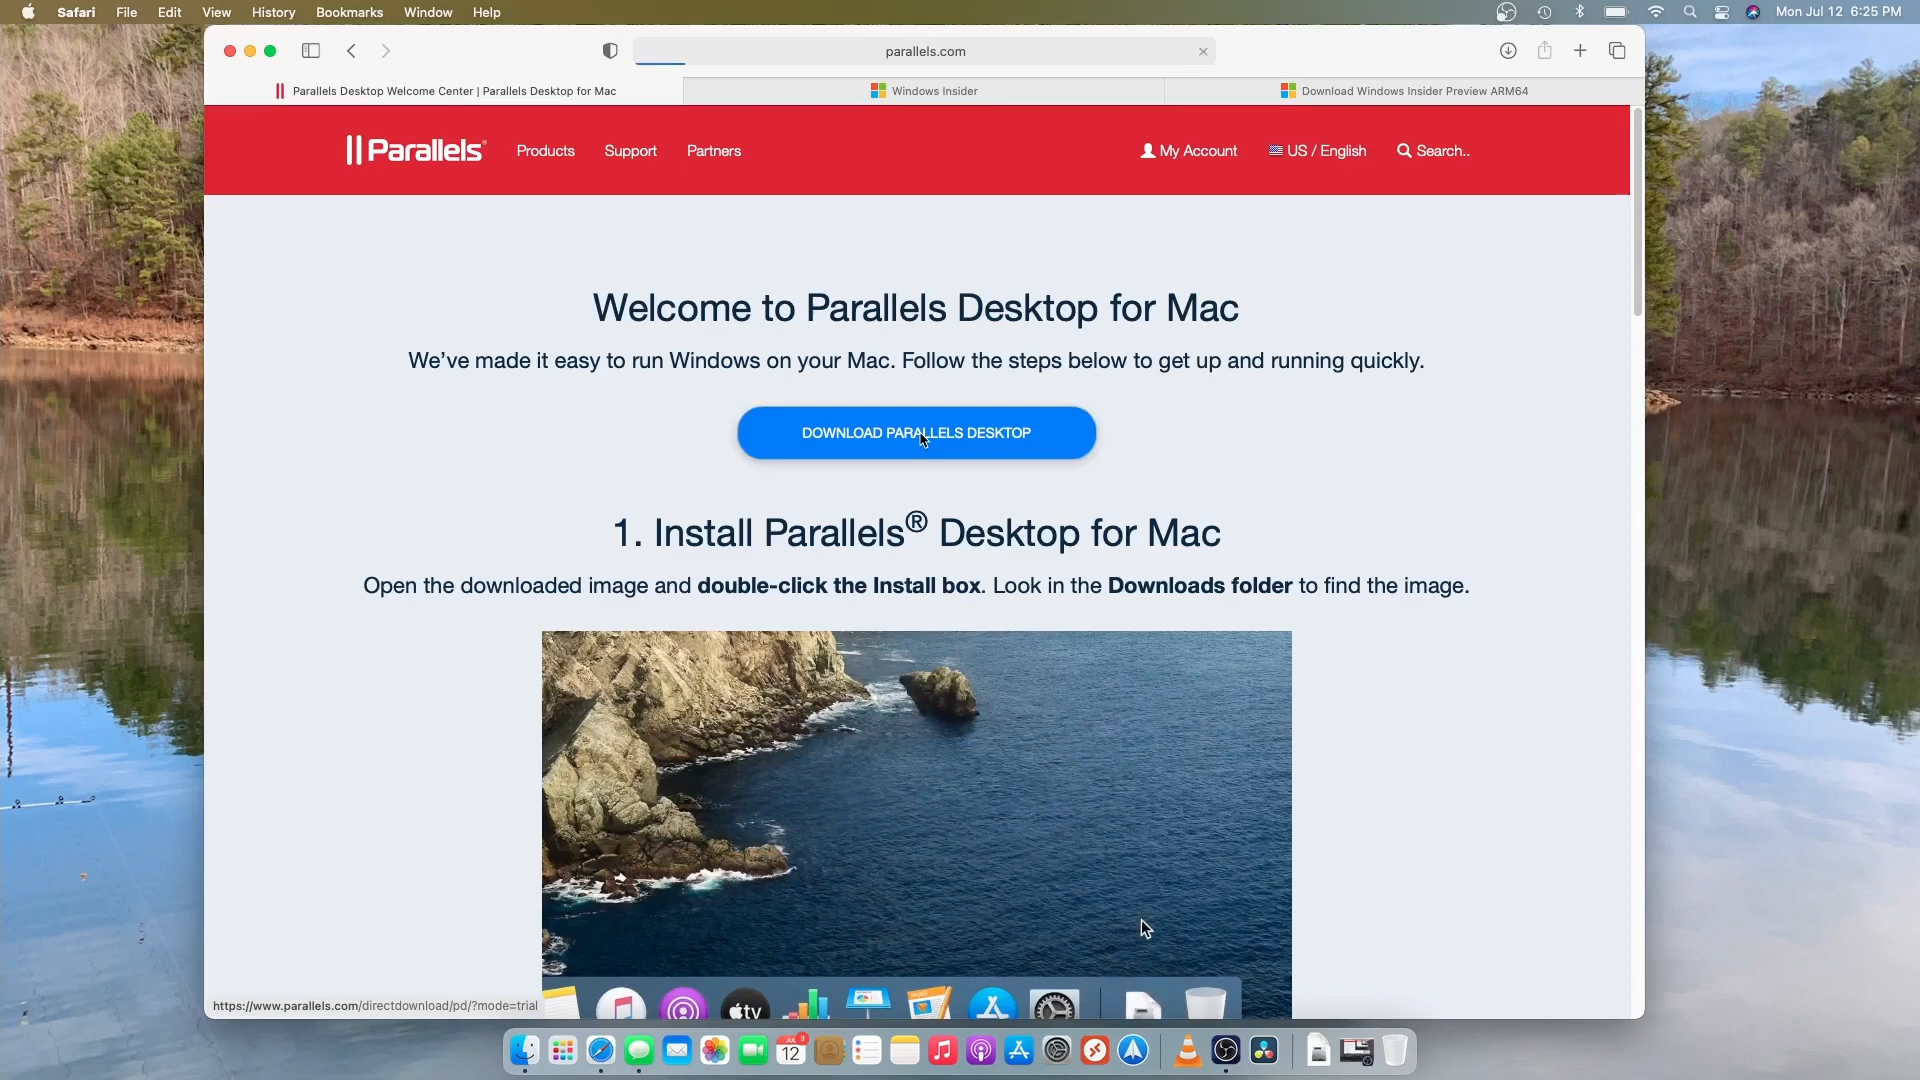 Safari File Edit View History Bookmarks Window Help Mon Jul 12 6:25 PM
parallels.com
Parallels Desktop Welcome Center | Parallels Desktop for Mac Windows Insider Download Windows Insider Preview ARM64
Parallels® Products Support Partners My Account US / English Search..
Welcome to Parallels Desktop for Mac
We've made it easy to run Windows on your Mac. Follow the steps below to get up and running quickly.
DOWNLOAD PARALLELS DESKTOP
1. Install Parallels® Desktop for Mac
Open the downloaded image and double-click the Install box. Look in the Downloads folder to find the image.
tv
https://www.parallels.com/directdownload/pd/?mode=trial
JUL 3
12